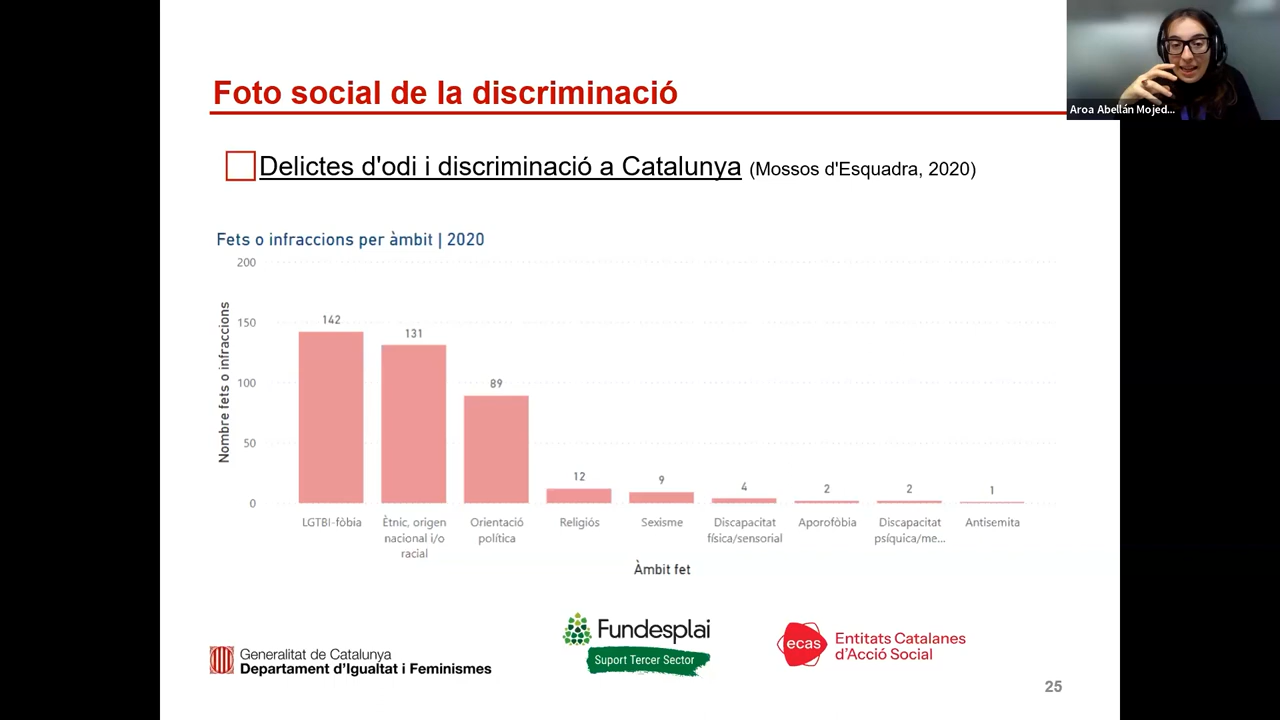 Foto social de la discriminació
Aroa Abellán Mojed...
Delictes d'odi i discriminació a Catalunya (Mossos d'Esquadra, 2020)
Fets o infraccions per àmbit | 2020
Nombre fets o infraccions
200
150
100
50
0
142
131
89
12
9
4
2
2
1
LGTBI-fòbia
Ètnic, origen
nacional i/o
racial
Orientació
política
Religiós
Sexisme
Discapacitat
física/sensorial
Aporofòbia
Discapacitat
psíquica/me...
Antisemita
Àmbit fet
Generalitat de Catalunya
Departament d'Igualtat i Feminismes
Fundesplai
Suport Tercer Sector
ecas
Entitats Catalanes
d'Acció Social
25